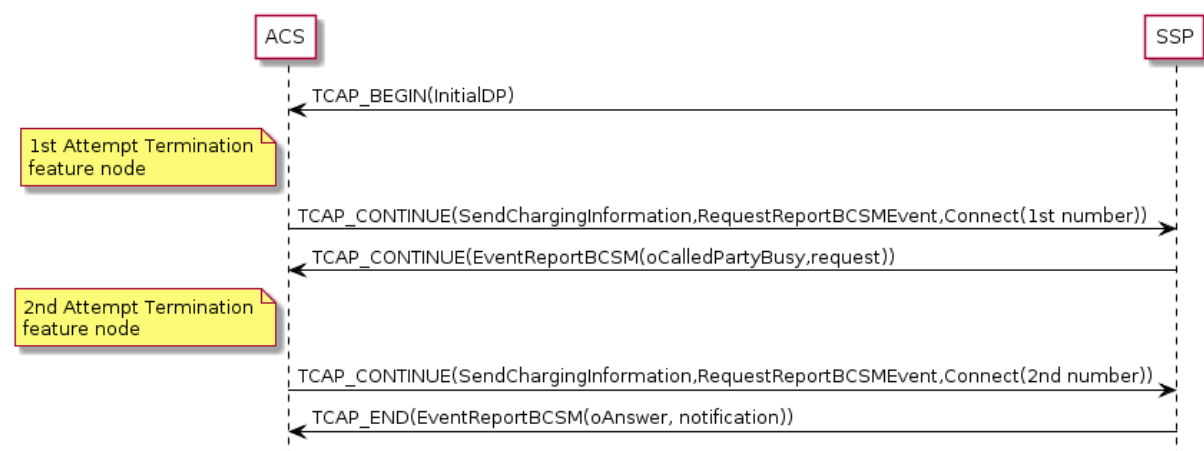 ACS
SSP
TCAP_BEGIN(InitialDP)
1st Attempt Termination
feature node
TCAP_CONTINUE(SendChargingInformation,RequestReportBCSMEvent,Connect(1st number))
TCAP_CONTINUE(EventReportBCSM(oCalledPartyBusy,request))
2nd Attempt Termination
feature node
TCAP_CONTINUE(SendChargingInformation,RequestReportBCSMEvent,Connect(2nd number))
TCAP_END(EventReportBCSM(oAnswer, notification))